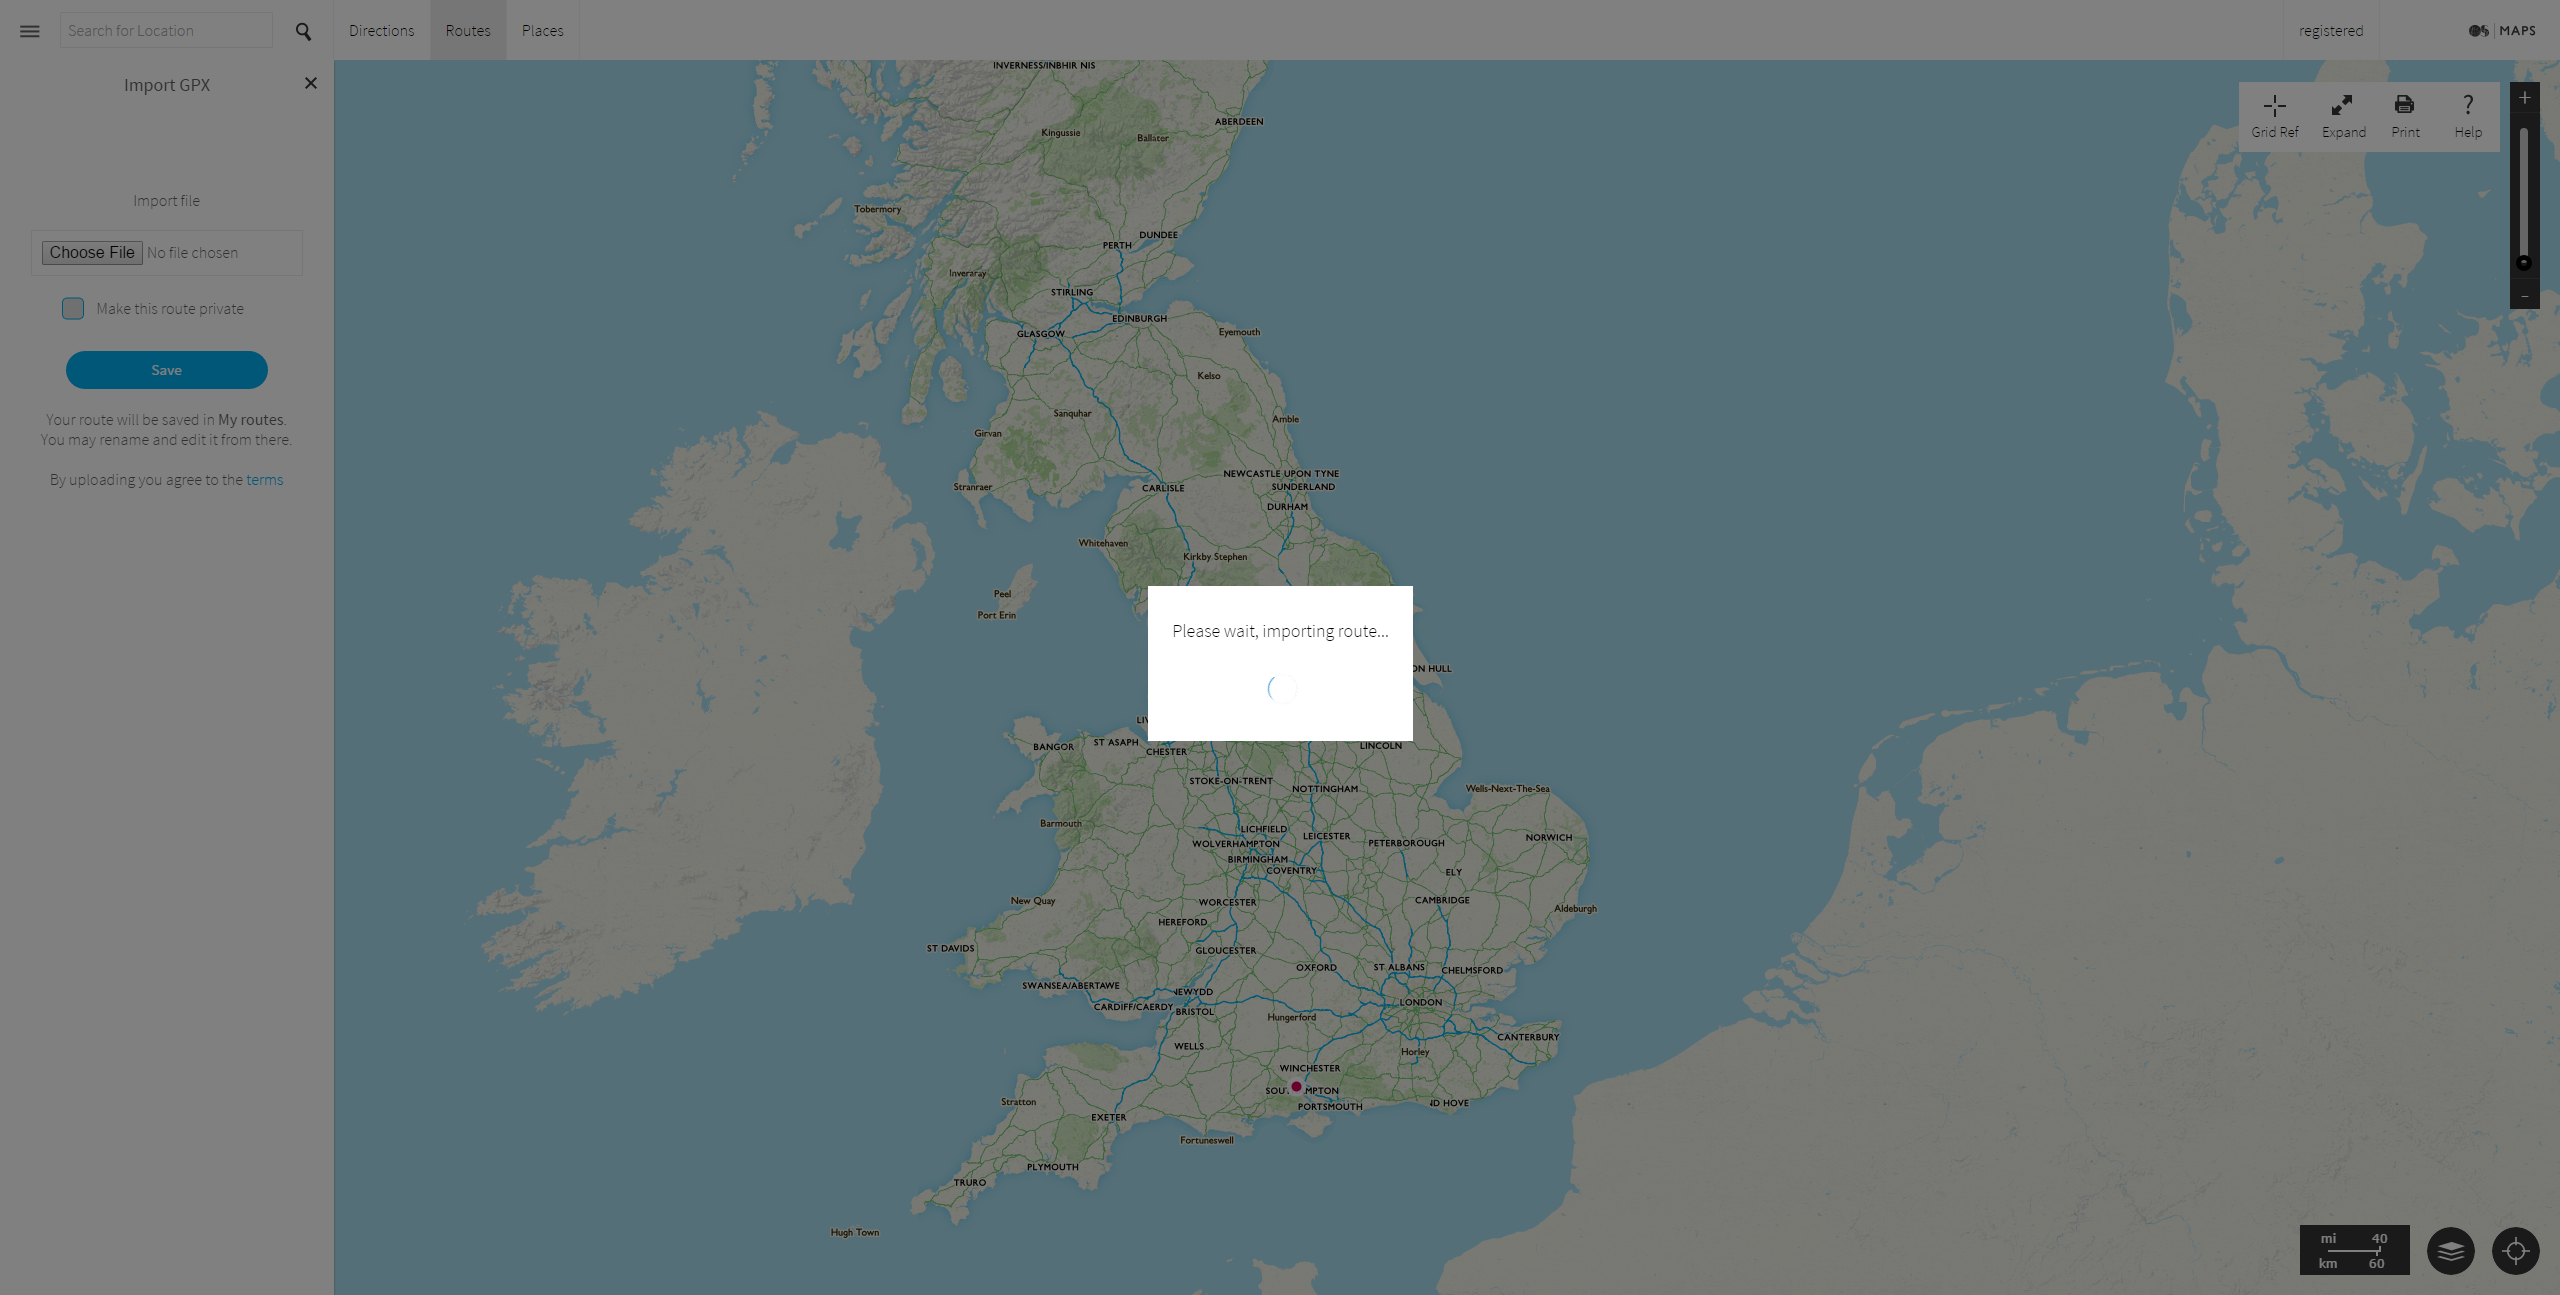 Search for Location
Directions
Routes
Places
registered
OS MAPS
Import GPX
Import file
Choose File No file chosen
Make this route private
Save
Your route will be saved in My routes.
You may rename and edit it from there.
By uploading you agree to the terms
Grid Ref
Expand
Print
? Help
+
-
INVERNESS/INBHIR NIS
ABERDEEN
Kingussie
Ballater
Tobermory
DUNDEE
PERTH
Inveraray
STIRLING
EDINBURGH
GLASGOW
Eyemouth
Kelso
Sanquhar
Amble
Girvan
NEWCASTLE UPON TYNE
Stranraer
CARLISLE
SUNDERLAND
DURHAM
Whitehaven
Kirkby Stephen
Peel
Port Erin
Please wait, importing route...
ON HULL
LIV
BANGOR
ST ASAPH
CHESTER
LINCOLN
STOKE-ON-TRENT
NOTTINGHAM
Wells-Next-The-Sea
Barmouth
LICHFIELD
LEICESTER
NORWICH
WOLVERHAMPTON
PETERBOROUGH
BIRMINGHAM
COVENTRY
ELY
New Quay
WORCESTER
CAMBRIDGE
Aldeburgh
HEREFORD
ST DAVIDS
GLOUCESTER
OXFORD
ST ALBANS
CHELMSFORD
SWANSEA/ABERTAWE
NEWYDD
CARDIFF/CAERDY
BRISTOL
LONDON
Hungerford
CANTERBURY
WELLS
Horley
WINCHESTER
SOUT MPTON
Stratton
PORTSMOUTH
ND HOVE
EXETER
Fortuneswell
PLYMOUTH
TRURO
Hugh Town
mi 40
km 60